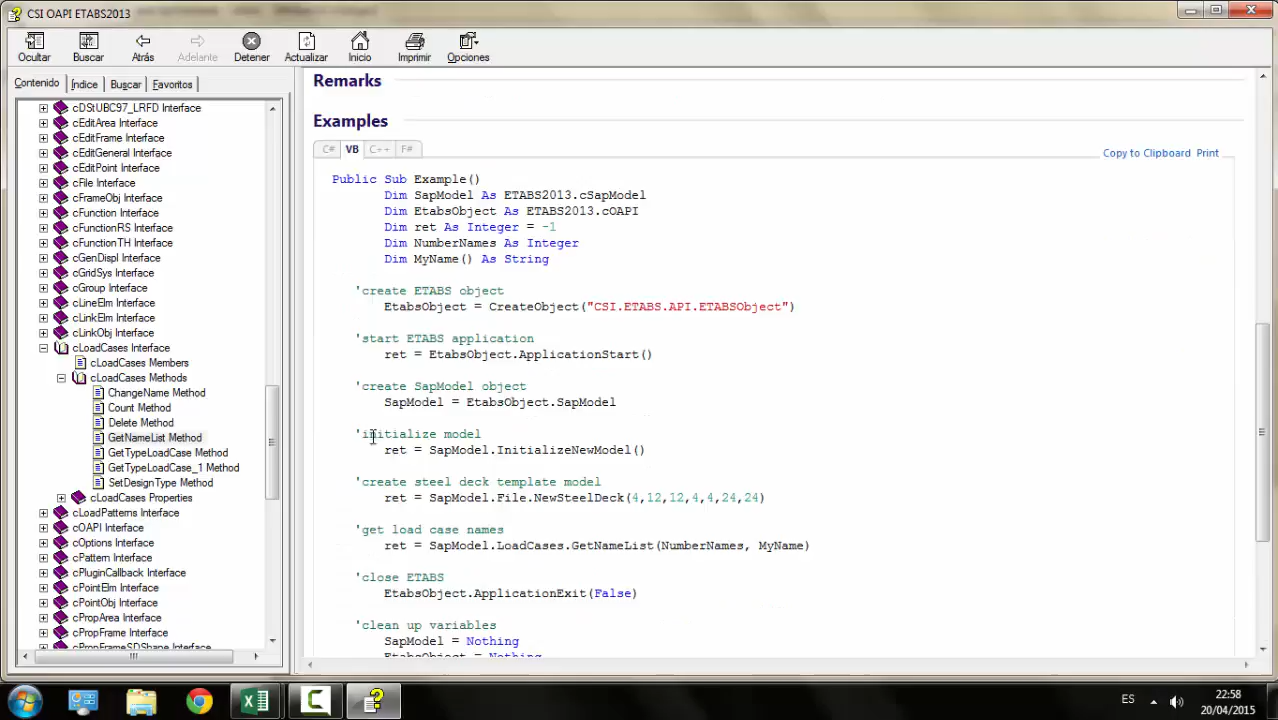 CSI OAPI ETABS2013
Ocultar Buscar Atrás Adelante Detener Actualizar Inicio Imprimir Opciones
Contenido Índice Buscar Favoritos
cDStUBC97_LRFD Interface
cEditArea Interface
cEditFrame Interface
cEditGeneral Interface
cEditPoint Interface
cFile Interface
cFrameObj Interface
cFunction Interface
cFunctionRS Interface
cFunctionTH Interface
cGenDispl Interface
cGridSys Interface
cGroup Interface
cLineElm Interface
cLinkElm Interface
cLinkObj Interface
cLoadCases Interface
cLoadCases Members
cLoadCases Methods
ChangeName Method
Count Method
Delete Method
GetNameList Method
GetTypeLoadCase Method
GetTypeLoadCase_1 Method
SetDesignType Method
cLoadCases Properties
cLoadPatterns Interface
cOAPI Interface
cOptions Interface
cPattern Interface
cPluginCallback Interface
cPointElm Interface
cPointObj Interface
cPropArea Interface
cPropFrame Interface
cPropFrameSDShape Interface
Remarks
Examples
C# VB C++ F#
Copy to Clipboard Print
Public Sub Example()
Dim SapModel As ETABS2013.cSapModel
Dim EtabsObject As ETABS2013.cOAPI
Dim ret As Integer = -1
Dim NumberNames As Integer
Dim MyName() As String
'create ETABS object
EtabsObject = CreateObject("CSI.ETABS.API.ETABSObject")
'start ETABS application
ret = EtabsObject.ApplicationStart()
'create SapModel object
SapModel = EtabsObject.SapModel
'initialize model
ret = SapModel.InitializeNewModel()
'create steel deck template model
ret = SapModel.File.NewSteelDeck(4,12,12,4,4,24,24)
'get load case names
ret = SapModel.LoadCases.GetNameList(NumberNames, MyName)
'close ETABS
EtabsObject.ApplicationExit(False)
'clean up variables
SapModel = Nothing
EtabsObject = Nothing
ES
22:58
20/04/2015